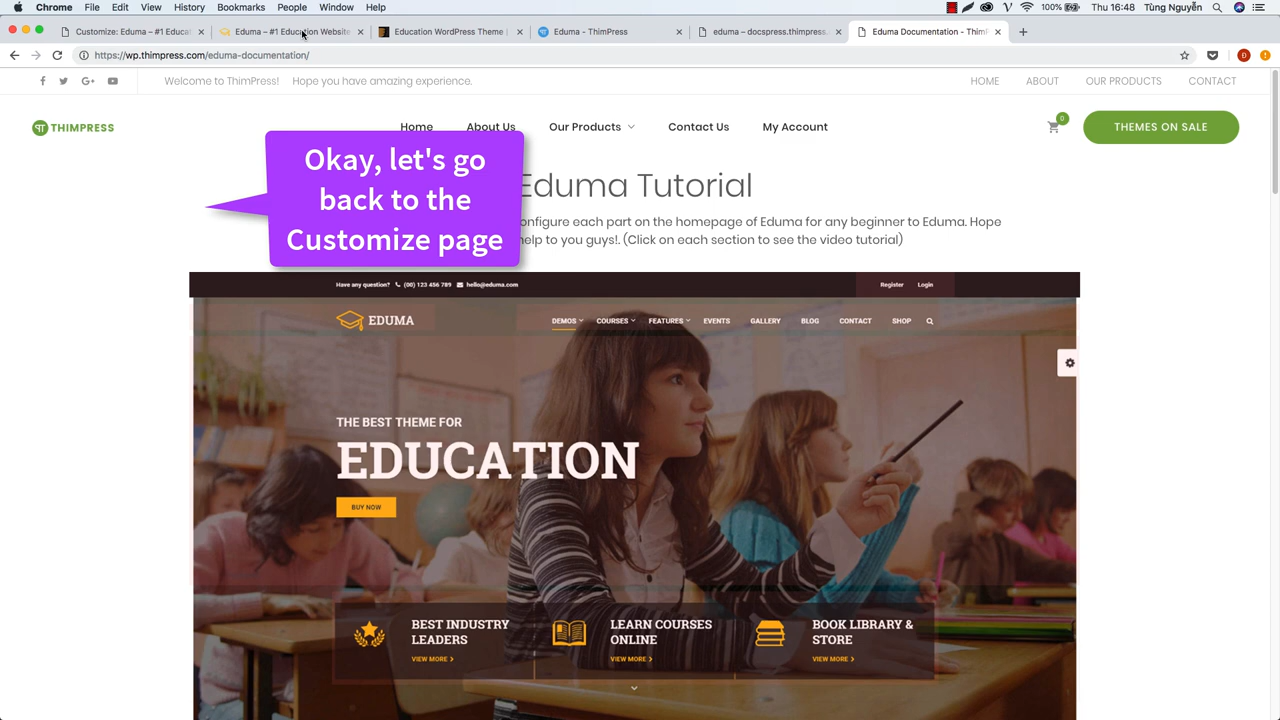 Chrome File Edit View History Bookmarks People Window Help 100% Thu 16:48 Tùng Nguyễn
Customize: Eduma – #1 Educat
Eduma – #1 Education Website
Education WordPress Theme |
Eduma - ThimPress
eduma – docspress.thimpress.
Eduma Documentation - ThimP
https://wp.thimpress.com/eduma-documentation/
Welcome to ThimPress! Hope you have amazing experience.
HOME ABOUT OUR PRODUCTS CONTACT
THIMPRESS
Home About Us Our Products Contact Us My Account
0
THEMES ON SALE
Okay, let's go
back to the
Customize page
Eduma Tutorial
onfigure each part on the homepage of Eduma for any beginner to Eduma. Hope
help to you guys!. (Click on each section to see the video tutorial)
Have any question? (00) 123 456 789 hello@eduma.com
Register Login
EDUMA
DEMOS COURSES FEATURES EVENTS GALLERY BLOG CONTACT SHOP
THE BEST THEME FOR
EDUCATION
BUY NOW
BEST INDUSTRY
LEADERS
VIEW MORE
LEARN COURSES
ONLINE
VIEW MORE
BOOK LIBRARY &
STORE
VIEW MORE